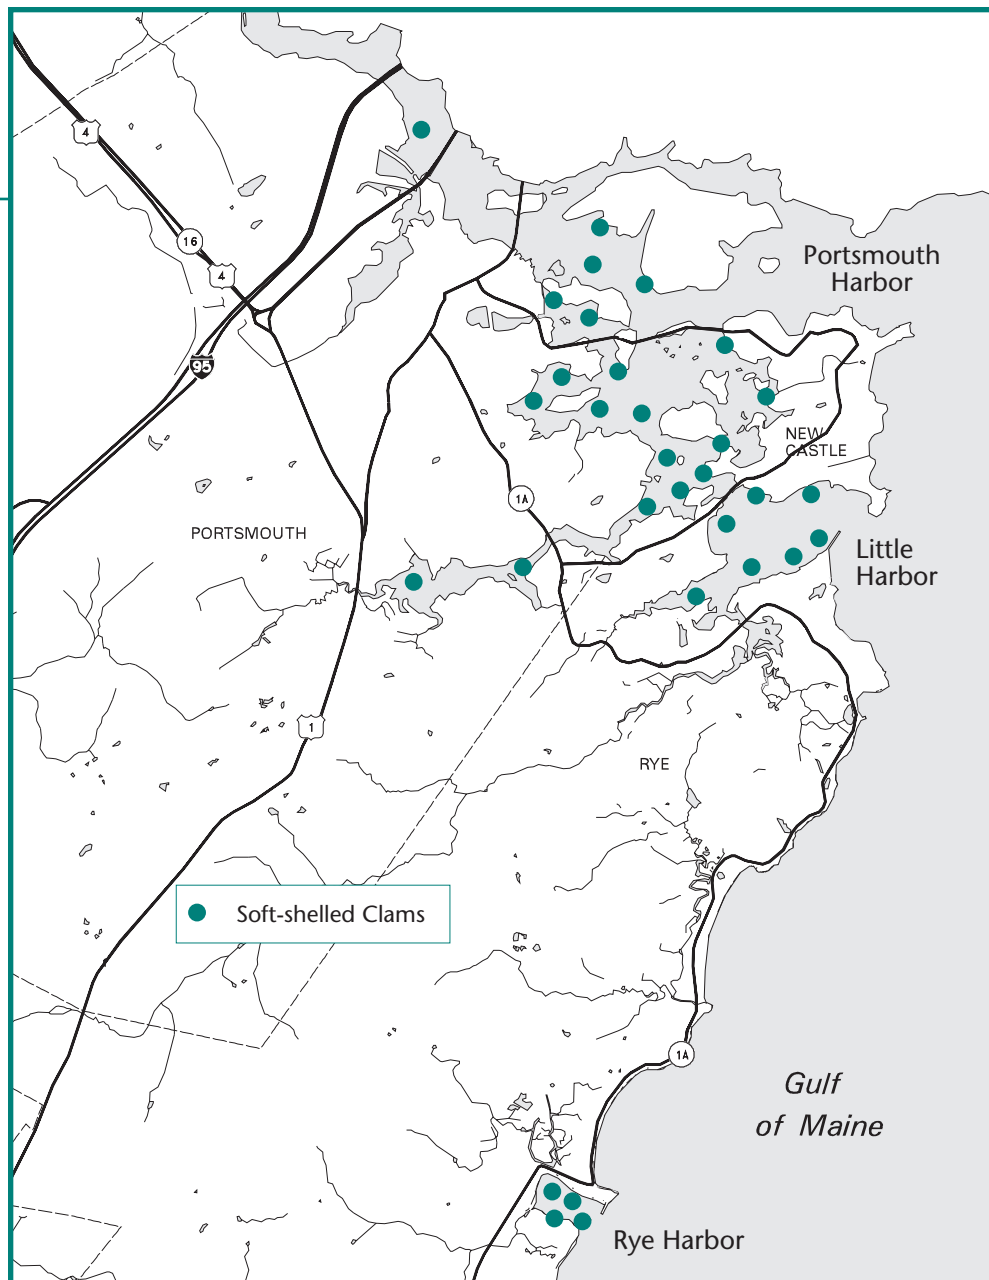 4
16
4
Portsmouth
Harbor
95
NEW
CASTLE
1A
PORTSMOUTH
Little
Harbor
1
RYE
Soft-shelled Clams
1A
Gulf
of Maine
Rye Harbor